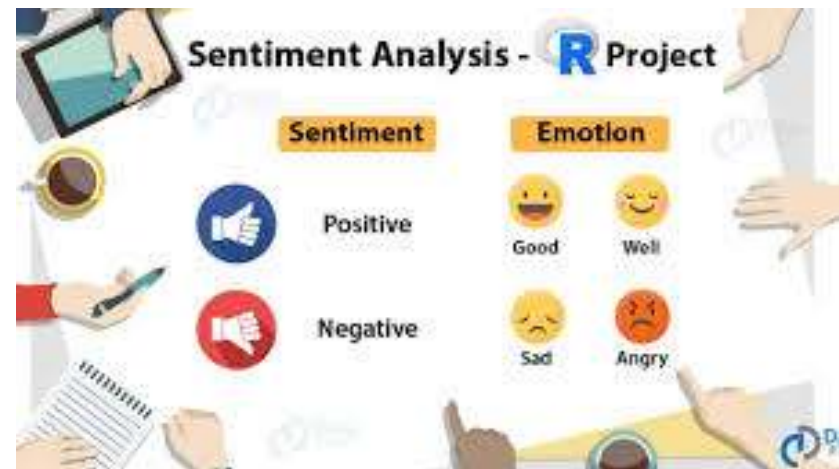 Sentiment Analysis - R Project
Sentiment Emotion
Positive
Good Well
Negative
Sad Angry